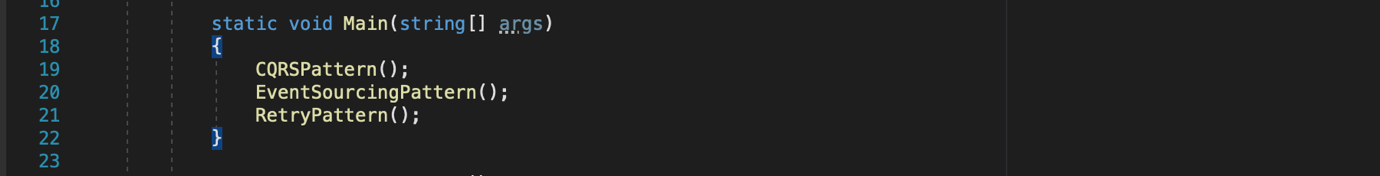 16
17 static void Main(string[] args)
18 {
19 CQRSPattern();
20 EventSourcingPattern();
21 RetryPattern();
22 }
23